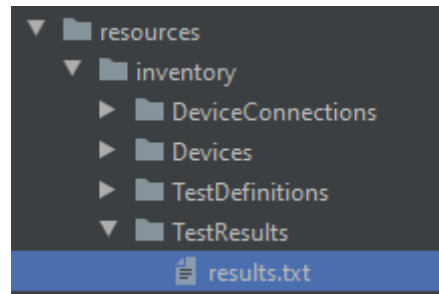 resources
inventory
DeviceConnections
Devices
TestDefinitions
TestResults
results.txt